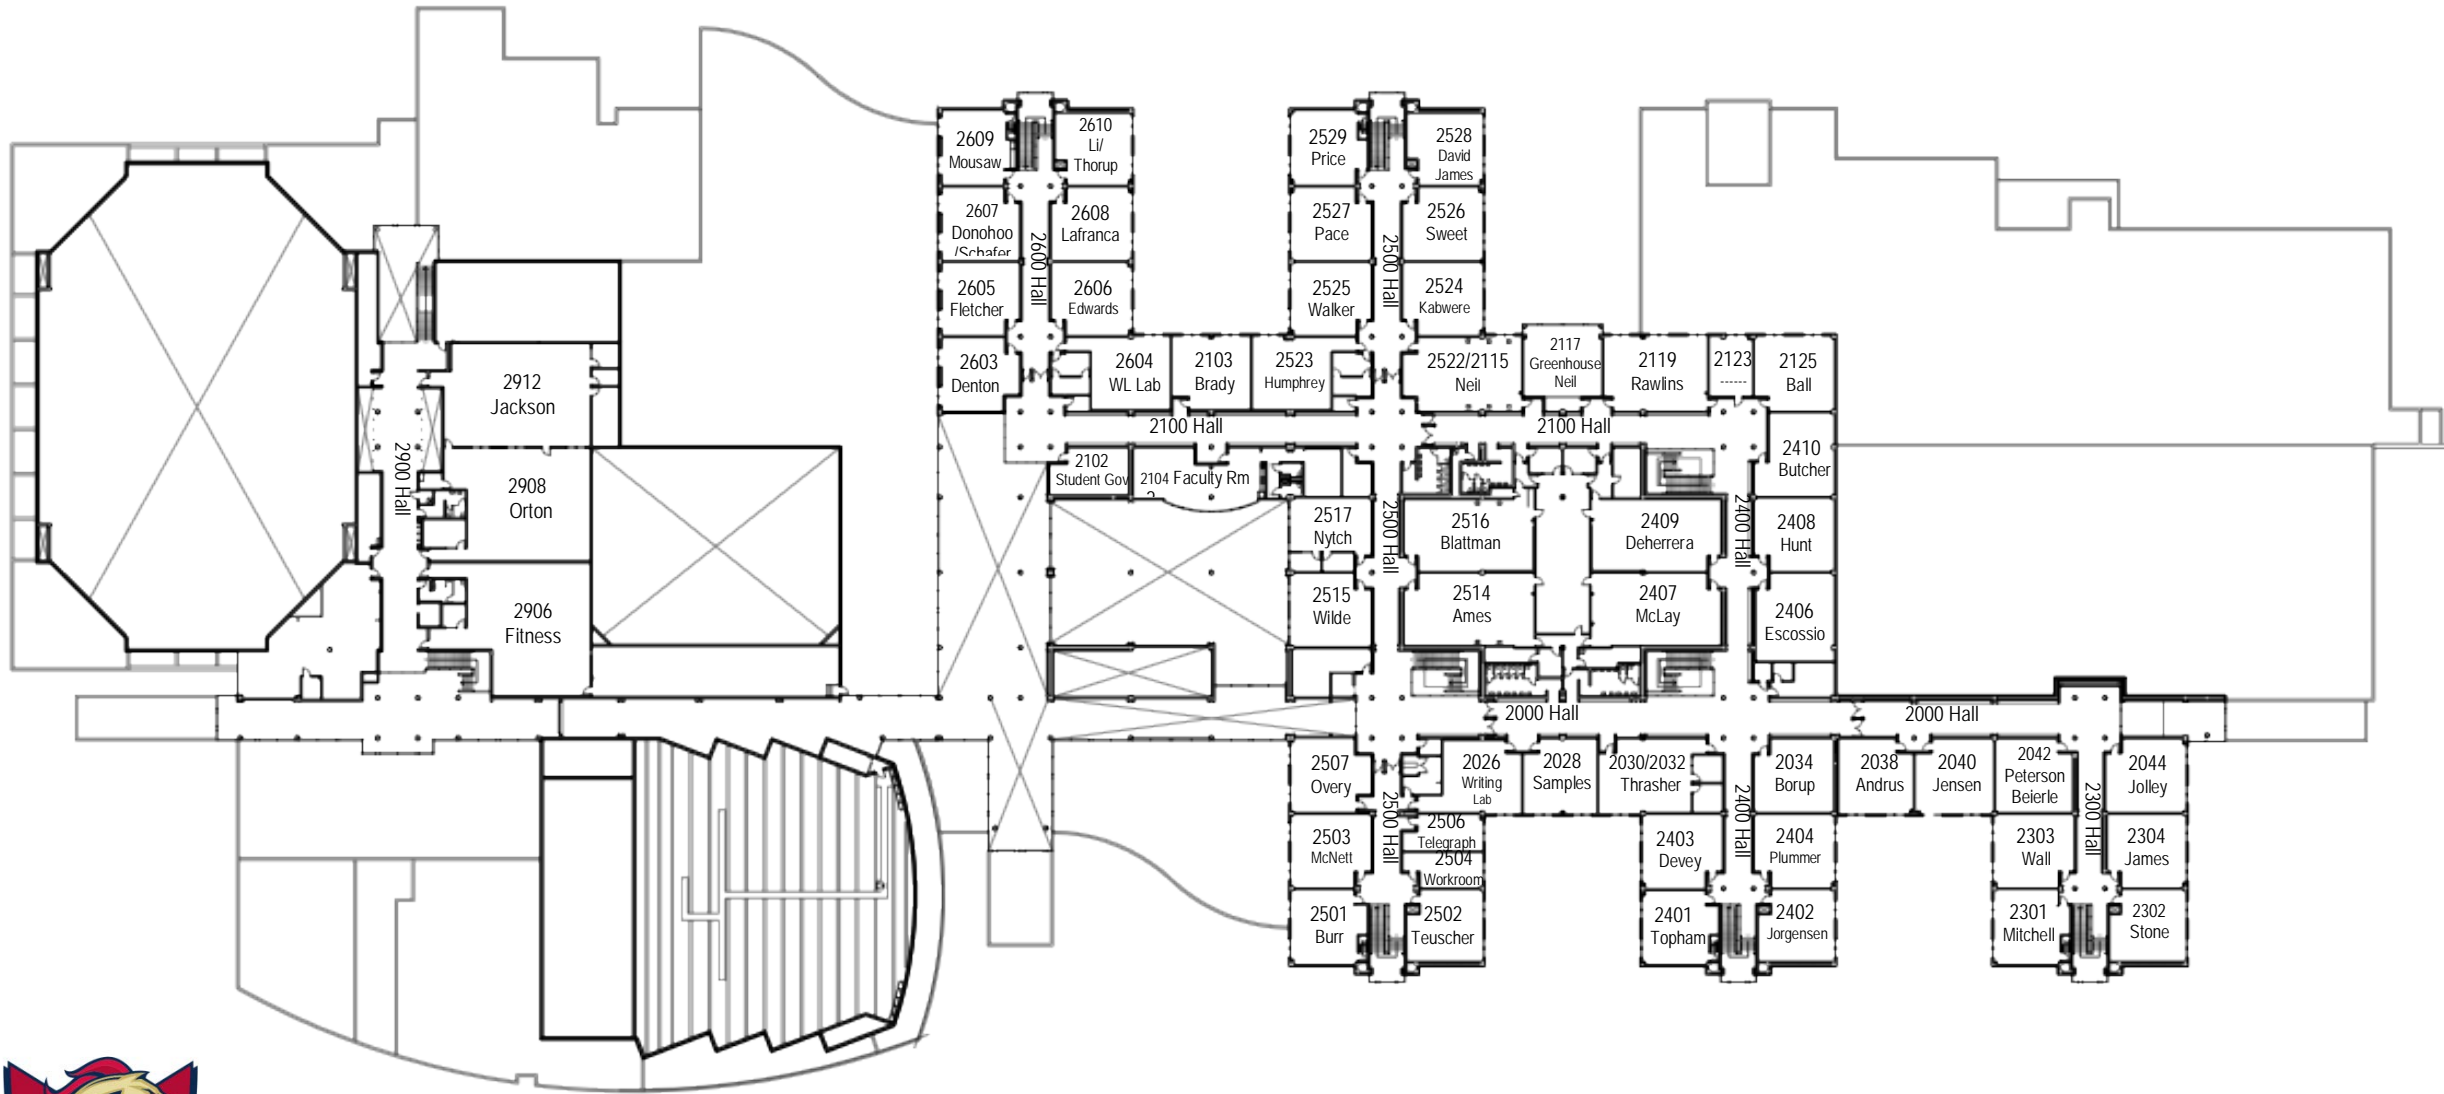 2609
Mousaw
2610
Li/
Thorup
2529
Price
2528
David
James
2607
Donohoo
/Schafer
2608
Lafranca
2600 Hall
2527
Pace
2526
Sweet
2500 Hall
2605
Fletcher
2606
Edwards
2525
Walker
2524
Kabwere
2603
Denton
2604
WL Lab
2103
Brady
2523
Humphrey
2522/2115
Neil
2117
Greenhouse
Neil
2119
Rawlins
2123
------
2125
Ball
2912
Jackson
2100 Hall
2100 Hall
2410
Butcher
2900 Hall
2908
Orton
2102
Student Gov
2104 Faculty Rm
2517
Nytch
2500 Hall
2516
Blattman
2409
Deherrera
2400 Hall
2408
Hunt
2906
Fitness
2515
Wilde
2514
Ames
2407
McLay
2406
Escossio
2000 Hall
2000 Hall
2507
Overy
2026
Writing
Lab
2028
Samples
2030/2032
Thrasher
2034
Borup
2038
Andrus
2040
Jensen
2042
Peterson
Beierle
2044
Jolley
2500 Hall
2400 Hall
2300 Hall
2503
McNett
2506
Telegraph
2504
Workroom
2403
Devey
2404
Plummer
2303
Wall
2304
James
2501
Burr
2502
Teuscher
2401
Topham
2402
Jorgensen
2301
Mitchell
2302
Stone